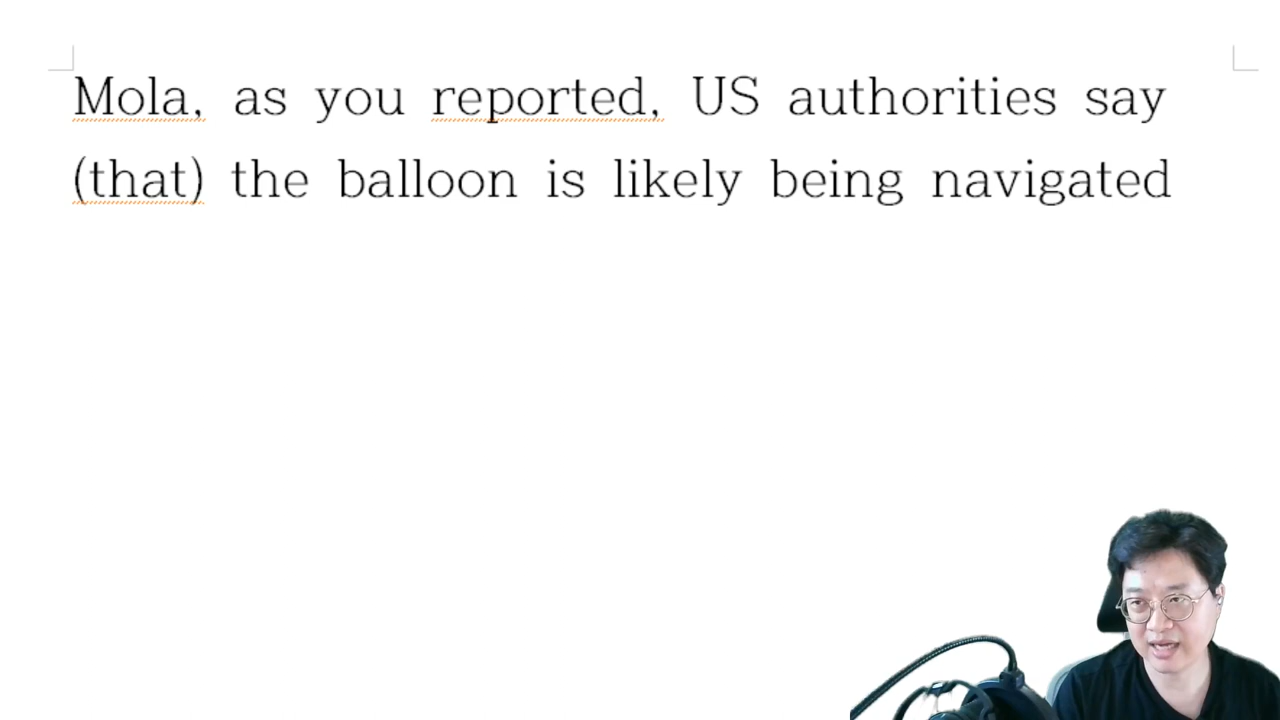 Mola, as you reported, US authorities say
(that) the balloon is likely being navigated